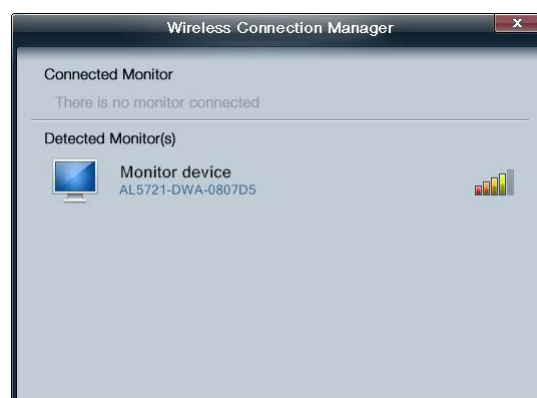 Wireless Connection Manager
x
Connected Monitor
There is no monitor connected
Detected Monitor(s)
Monitor device
AL5721-DWA-0807D5